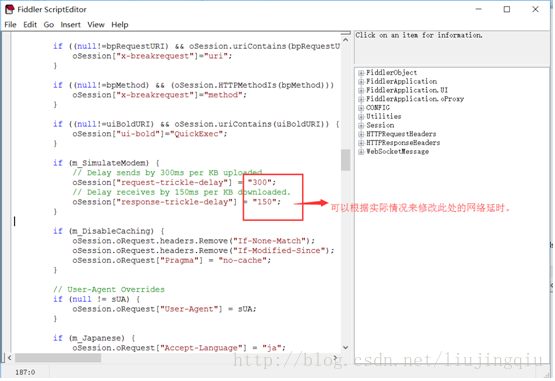 Fiddler ScriptEditor
File Edit Go Insert View Help
if ((null!=bpRequestURI) && oSession.uriContains(bpRequestU
oSession["x-breakrequest"]="uri";
}
if ((null!=bpMethod) && (oSession.HTTPMethodIs(bpMethod)))
oSession["x-breakrequest"]="method";
}
if ((null!=uiBoldURI) && oSession.uriContains(uiBoldURI)) {
oSession["ui-bold"]="QuickExec";
}
if (m_SimulateModem) {
// Delay sends by 300ms per KB uploaded.
oSession["request-trickle-delay"] = "300";
// Delay receives by 150ms per KB downloaded.
oSession["response-trickle-delay"] = "150";
}
if (m_DisableCaching) {
oSession.oRequest.headers.Remove("If-None-Match");
oSession.oRequest.headers.Remove("If-Modified-Since");
oSession.oRequest["Pragma"] = "no-cache";
}
// User-Agent Overrides
if (null != sUA) {
oSession.oRequest["User-Agent"] = sUA;
}
if (m_Japanese) {
oSession.oRequest["Accept-Language"] = "ja";
187:0
Click on an item for information.
FiddlerObject
FiddlerApplication
FiddlerApplication.UI
FiddlerApplication.oProxy
CONFIG
Utilities
Session
HTTPRequestHeaders
HTTPResponseHeaders
WebSocketMessage
可以根据实际情况来修改此处的网络延时。
http://blog.csdn.net/liujingqiu